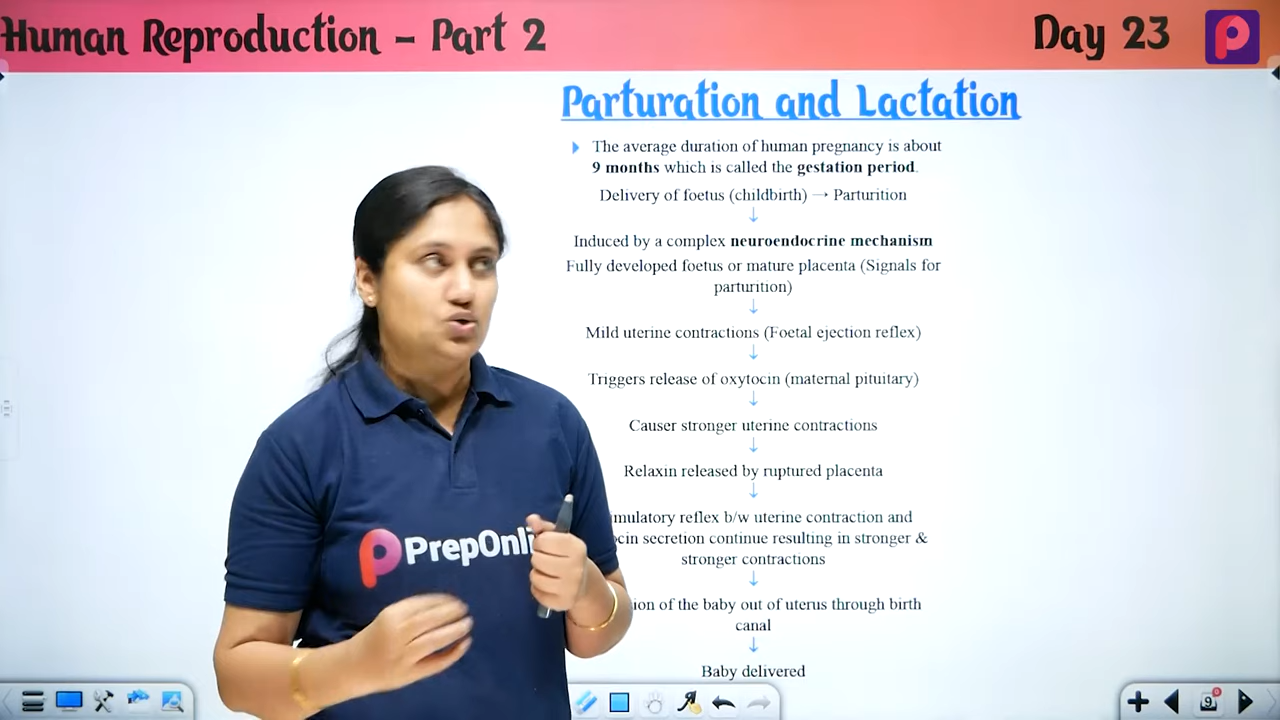 Human Reproduction – Part 2
Day 23
Parturation and Lactation
The average duration of human pregnancy is about
9 months which is called the gestation period.
Delivery of foetus (childbirth) → Parturition
↓
Induced by a complex neuroendocrine mechanism
Fully developed foetus or mature placenta (Signals for
parturition)
↓
Mild uterine contractions (Foetal ejection reflex)
↓
Triggers release of oxytocin (maternal pituitary)
↓
Causer stronger uterine contractions
↓
Relaxin released by ruptured placenta
↓
reflex b/w uterine contraction and
secretion continue resulting in stronger &
stronger contractions
↓
of the baby out of uterus through birth
canal
↓
Baby delivered
9